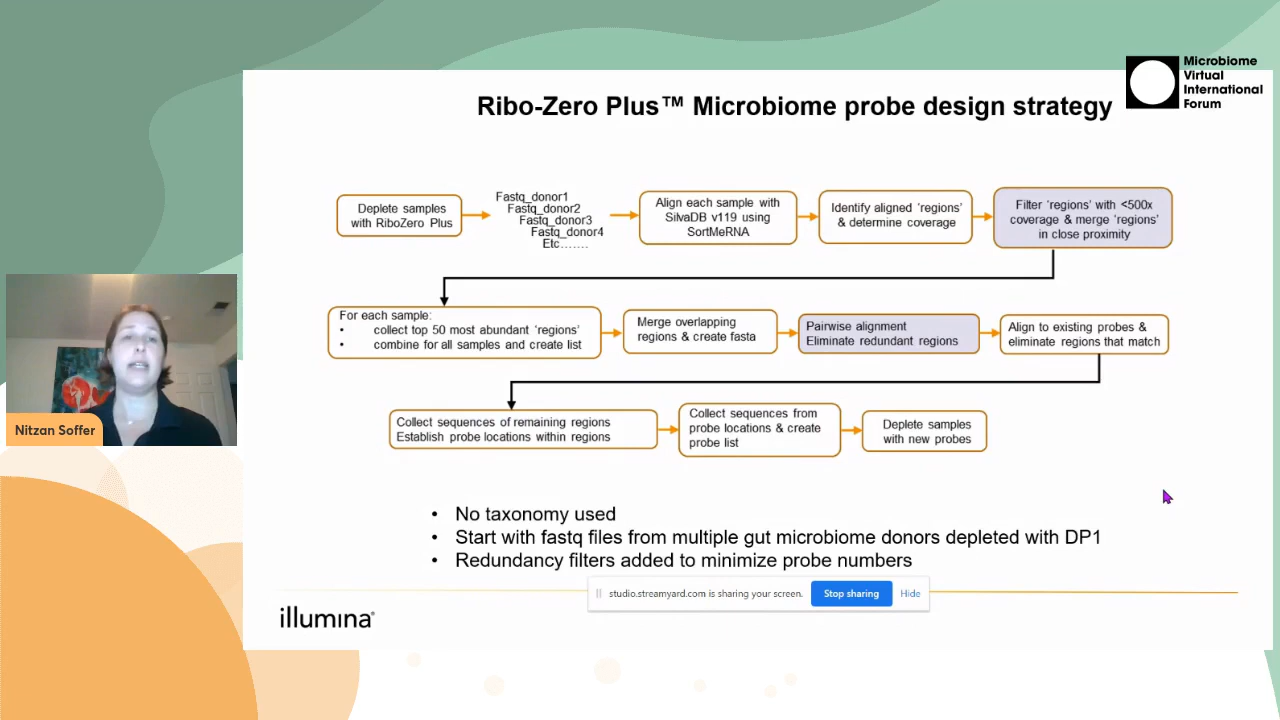 Microbiome
Virtual
International
Forum
Ribo-Zero Plus™ Microbiome probe design strategy
Deplete samples
with RiboZero Plus
Fastq_donor1
Fastq_donor2
Fastq_donor3
Fastq_donor4
Etc…….
Align each sample with
SilvaDB v119 using
SortMeRNA
Identify aligned ‘regions’
& determine coverage
Filter ‘regions’ with <500x
coverage & merge ‘regions’
in close proximity
For each sample:
• collect top 50 most abundant ‘regions’
• combine for all samples and create list
Merge overlapping
regions & create fasta
Pairwise alignment
Eliminate redundant regions
Align to existing probes &
eliminate regions that match
Collect sequences of remaining regions
Establish probe locations within regions
Collect sequences from
probe locations & create
probe list
Deplete samples
with new probes
Nitzan Soffer
• No taxonomy used
• Start with fastq files from multiple gut microbiome donors depleted with DP1
• Redundancy filters added to minimize probe numbers
studio.streamyard.com is sharing your screen.
Stop sharing
Hide
illumina®